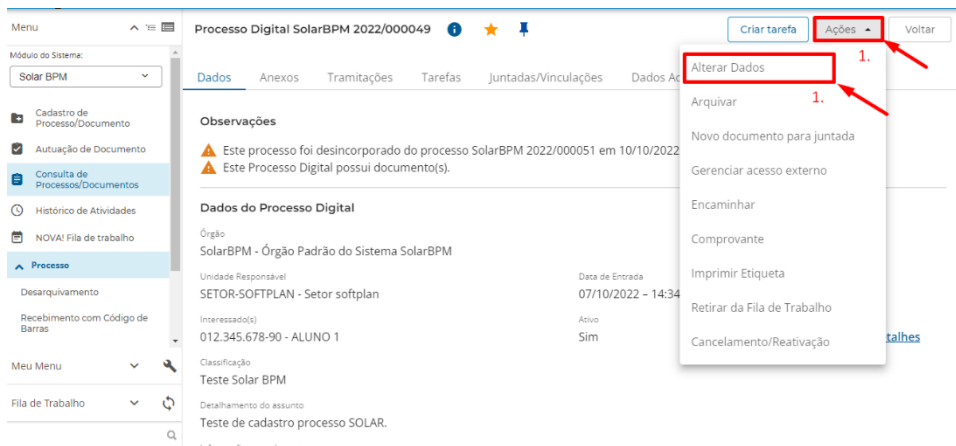 Menu
Módulo do Sistema:
Solar BPM
Cadastro de
Processo/Documento
Autuação de Documento
Consulta de
Processos/Documentos
Histórico de Atividades
NOVA! Fila de trabalho
Processo
Desarquivamento
Recebimento com Código de
Barras
Meu Menu
Fila de Trabalho
Processo Digital SolarBPM 2022/000049
Criar tarefa
Ações
Voltar
1.
Dados
Anexos
Tramitações
Tarefas
Juntadas/Vinculações
Dados
Alterar Dados
1.
Arquivar
Novo documento para juntada
Gerenciar acesso externo
Encaminhar
Comprovante
Imprimir Etiqueta
Retirar da Fila de Trabalho
Cancelamento/Reativação
Observações
Este processo foi desincorporado do processo SolarBPM 2022/000051 em 10/10/2022
Este Processo Digital possui documento(s).
Dados do Processo Digital
Órgão
SolarBPM - Órgão Padrão do Sistema SolarBPM
Unidade Responsável
SETOR-SOFTPLAN - Setor softplan
Data de Entrada
07/10/2022 – 14:34
Interessado(s)
012.345.678-90 - ALUNO 1
Ativo
Sim
talhes
Classificação
Teste Solar BPM
Detalhamento do assunto
Teste de cadastro processo SOLAR.